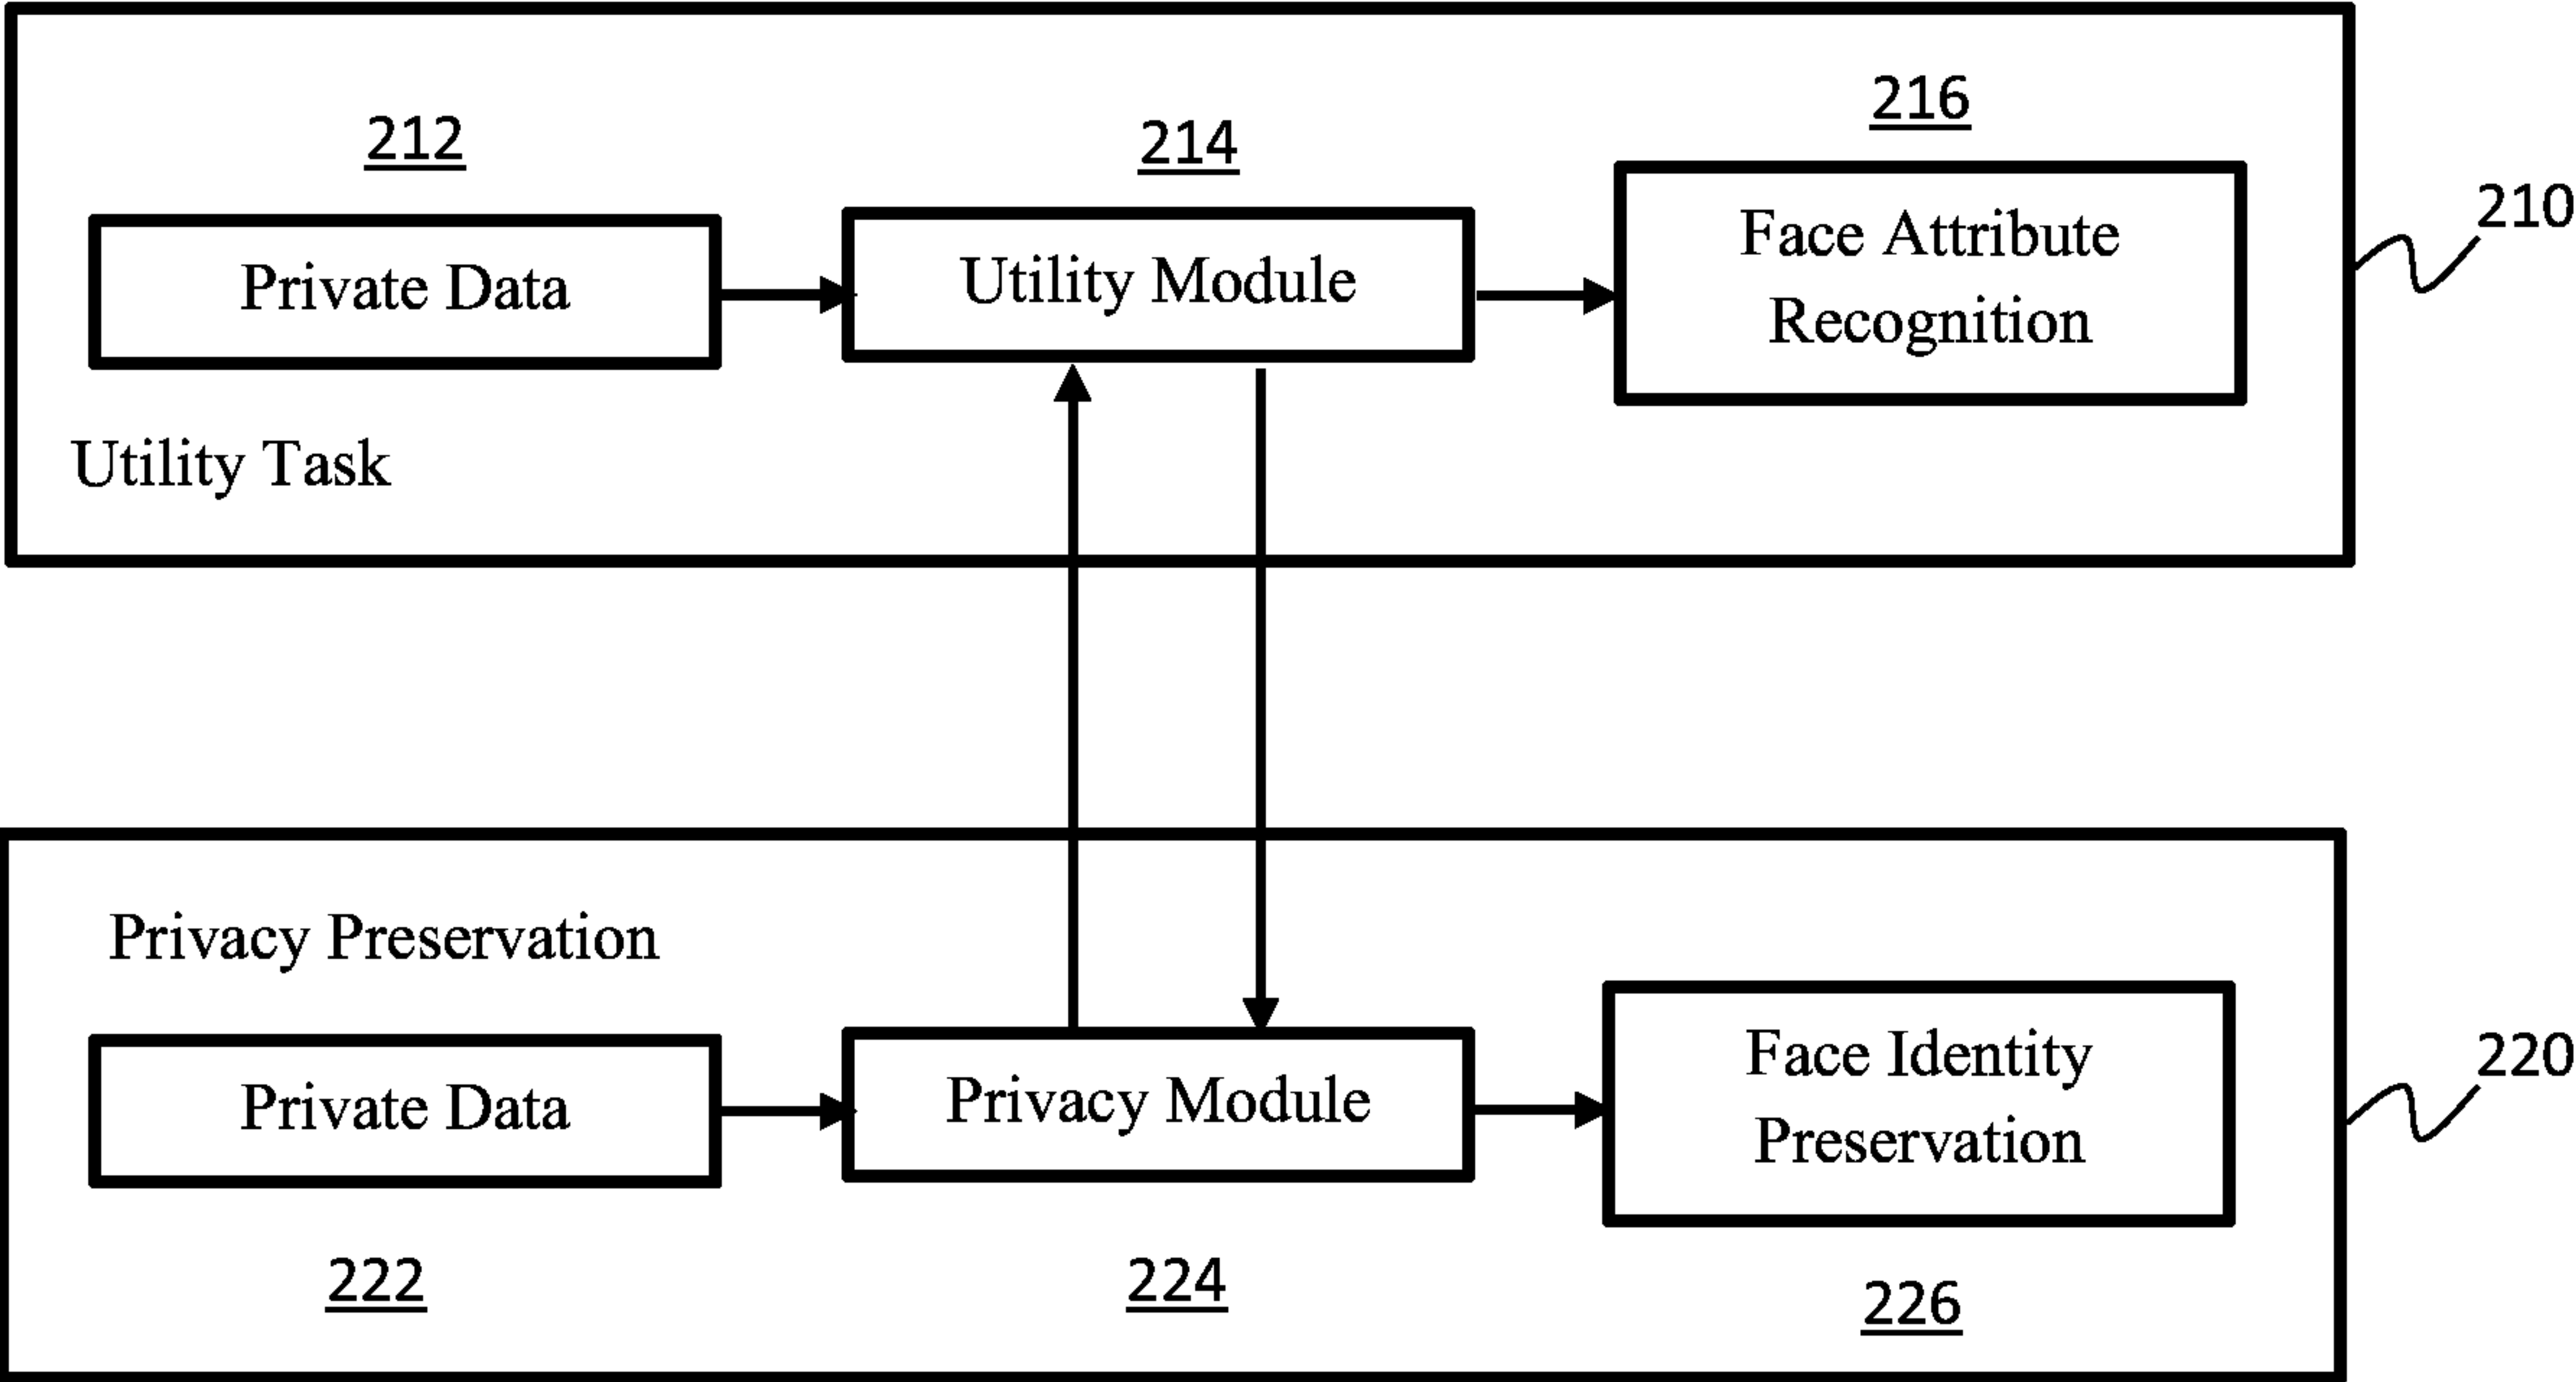 212
214
216
Private Data
Utility Module
Face Attribute
Recognition
210
Utility Task
Privacy Preservation
Private Data
Privacy Module
Face Identity
Preservation
220
222
224
226